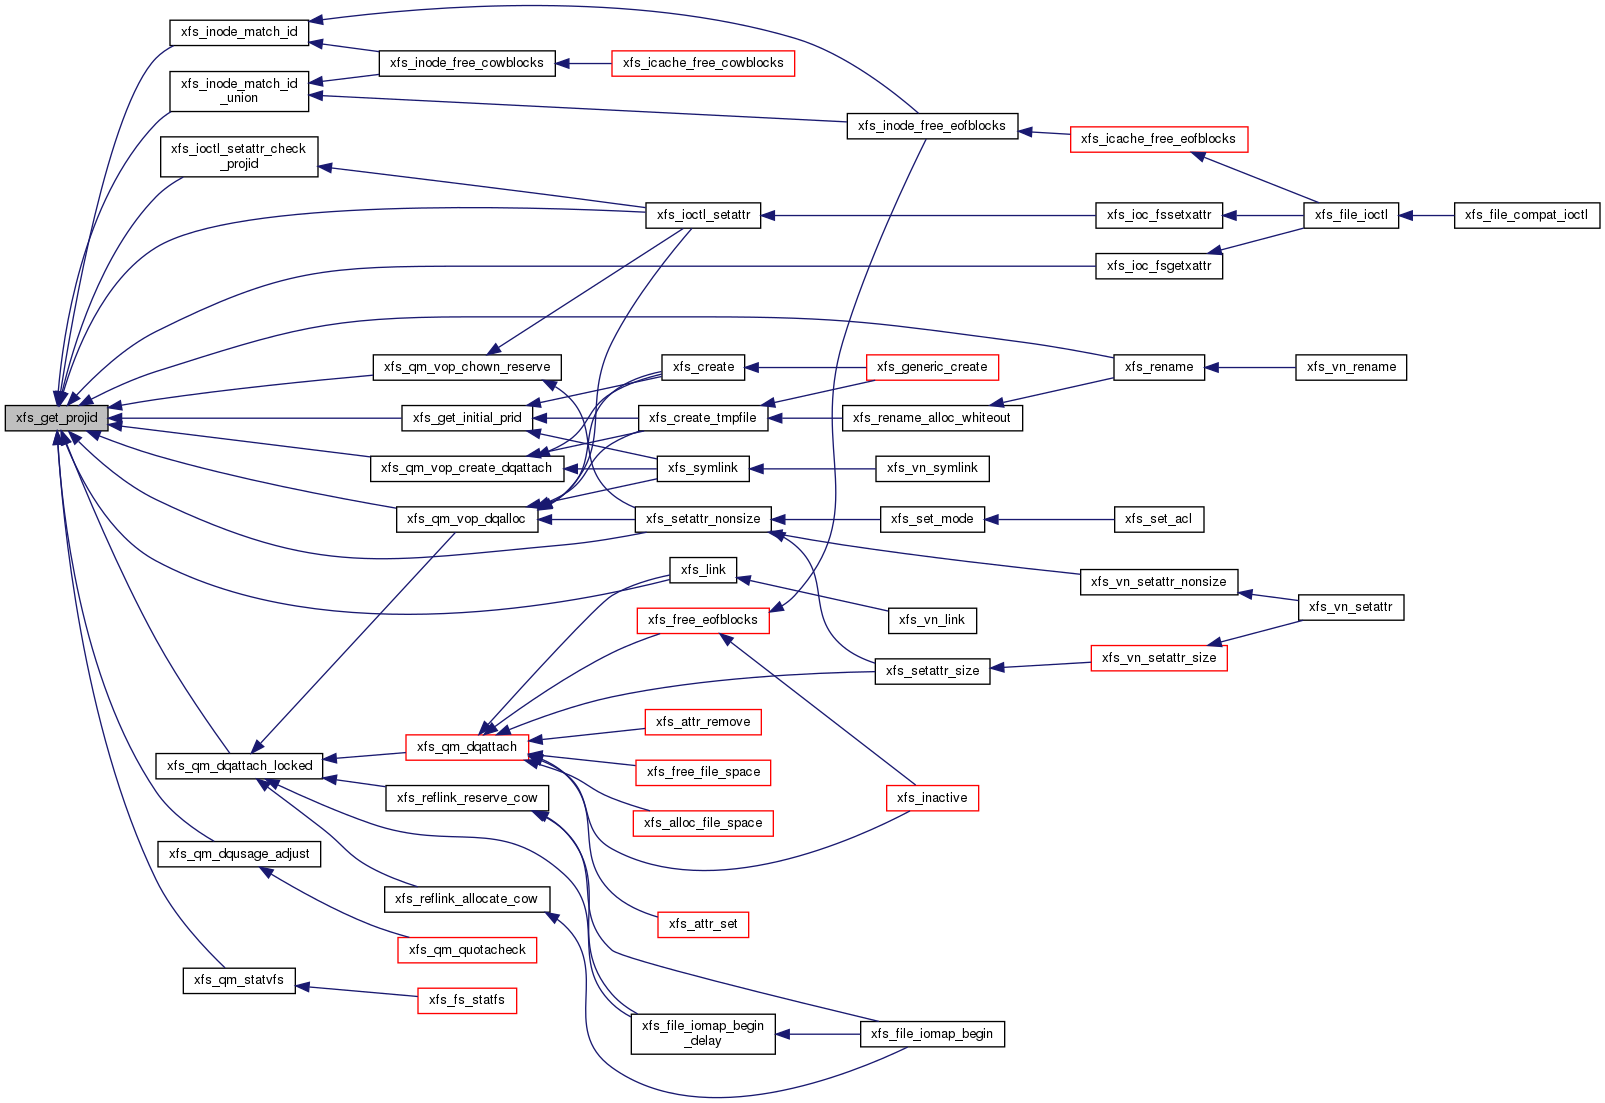 xfs_inode_match_id
xfs_inode_free_cowblocks
xfs_icache_free_cowblocks
xfs_inode_match_id
_union
xfs_inode_free_eofblocks
xfs_icache_free_eofblocks
xfs_ioctl_setattr_check
_projid
xfs_ioctl_setattr
xfs_ioc_fssetxattr
xfs_file_ioctl
xfs_file_compat_ioctl
xfs_ioc_fsgetxattr
xfs_qm_vop_chown_reserve
xfs_create
xfs_generic_create
xfs_rename
xfs_vn_rename
xfs_get_projid
xfs_get_initial_prid
xfs_create_tmpfile
xfs_rename_alloc_whiteout
xfs_qm_vop_create_dqattach
xfs_symlink
xfs_vn_symlink
xfs_qm_vop_dqalloc
xfs_setattr_nonsize
xfs_set_mode
xfs_set_acl
xfs_link
xfs_vn_setattr_nonsize
xfs_free_eofblocks
xfs_vn_link
xfs_vn_setattr
xfs_setattr_size
xfs_vn_setattr_size
xfs_attr_remove
xfs_qm_dqattach
xfs_qm_dqattach_locked
xfs_free_file_space
xfs_reflink_reserve_cow
xfs_inactive
xfs_alloc_file_space
xfs_qm_dqusage_adjust
xfs_reflink_allocate_cow
xfs_attr_set
xfs_qm_quotacheck
xfs_qm_statvfs
xfs_fs_statfs
xfs_file_iomap_begin
_delay
xfs_file_iomap_begin